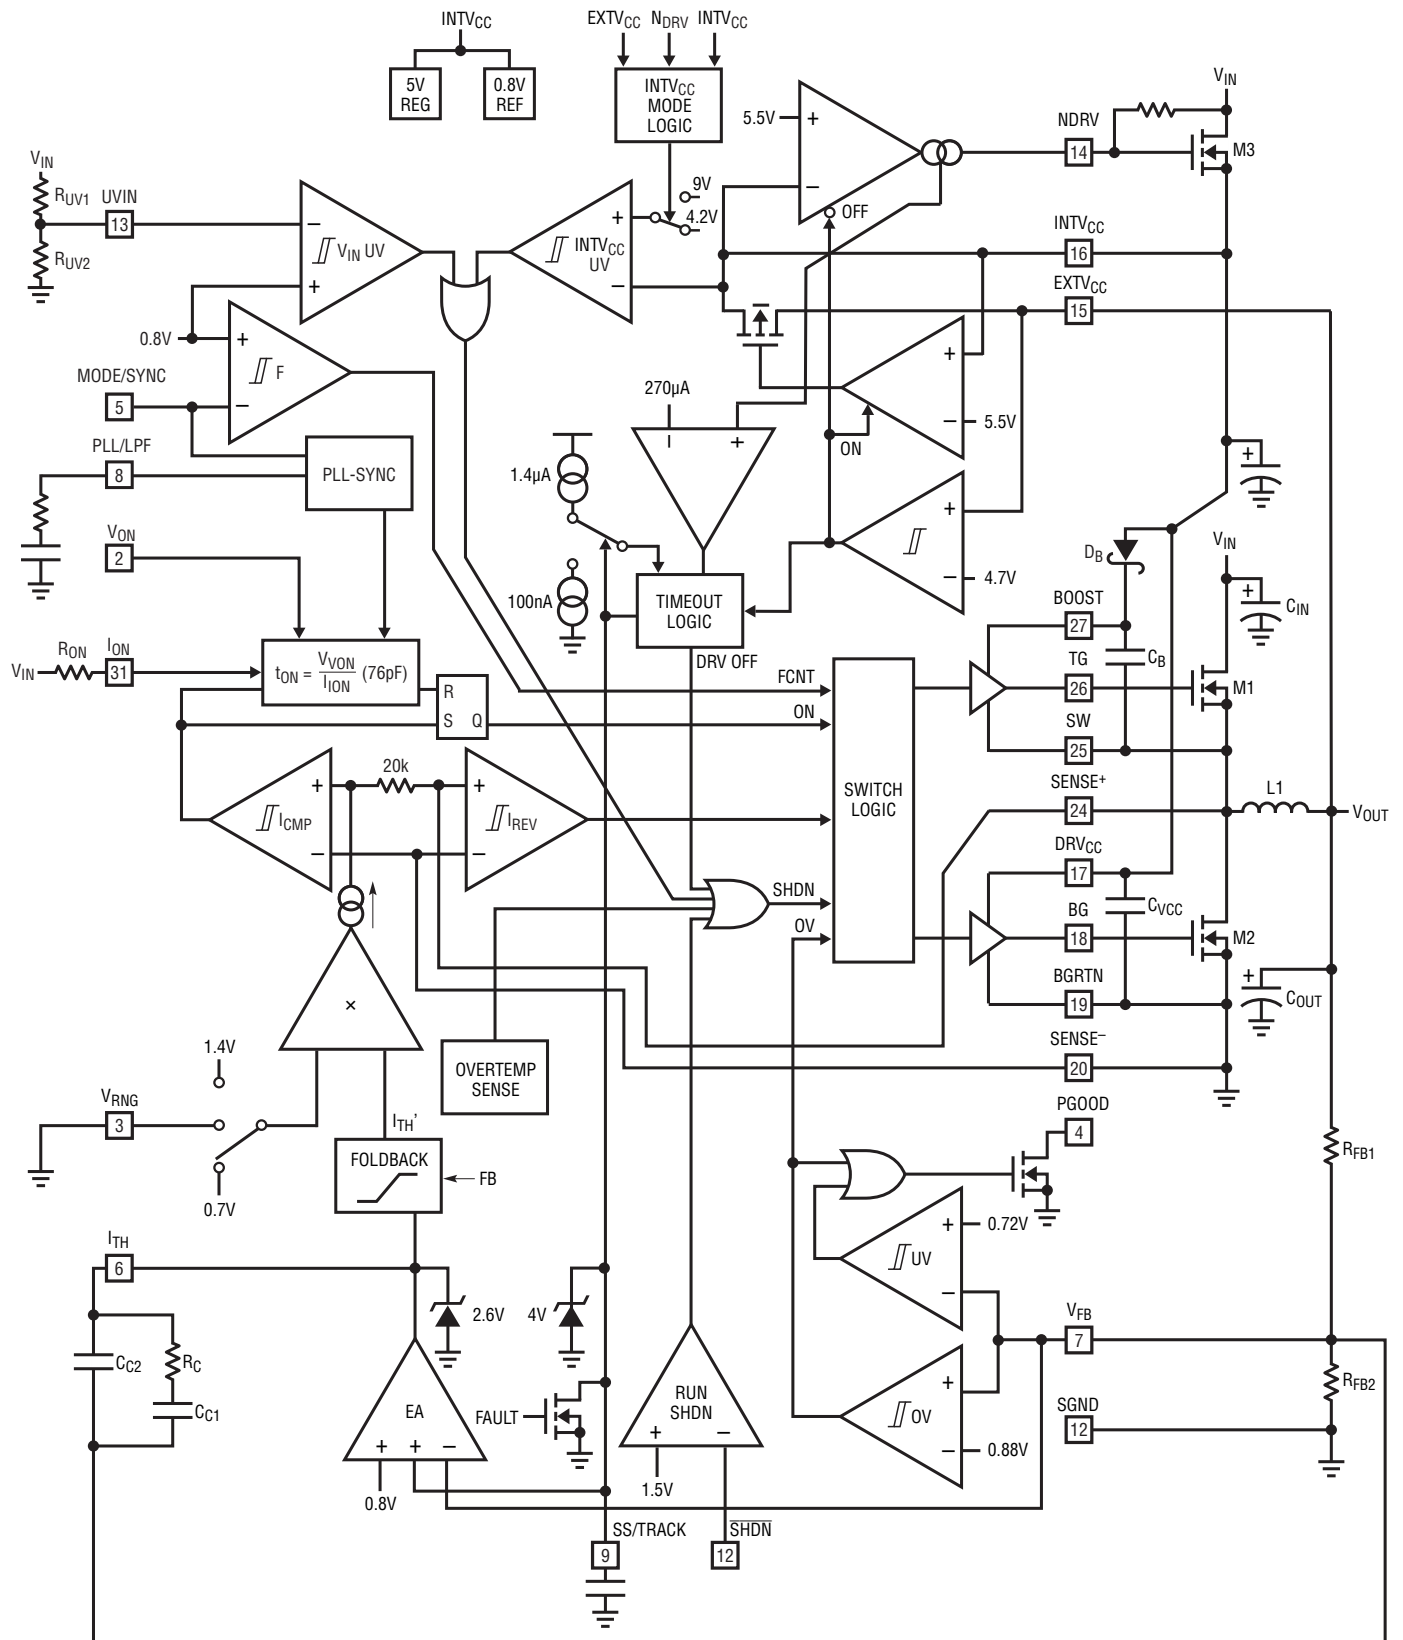 INTVCC
5V
REG
0.8V
REF
EXTVCC NDRV INTVCC
INTVCC
MODE
LOGIC
9V
4.2V
5.5V
+
–
OFF
NDRV
14
VIN
M3
VIN
RUV1
UVIN
13
RUV2
–
VIN UV
+
+
INTVCC
UV
–
INTVCC
16
EXTVCC
15
0.8V
+
F
–
MODE/SYNC
5
PLL/LPF
8
PLL-SYNC
VON
2
270µA
–
+
+
–
5.5V
ON
1.4µA
100nA
TIMEOUT
LOGIC
DRV OFF
+
–
4.7V
+
DB
VIN
+
CIN
BOOST
27
CB
TG
26
M1
SW
25
VIN
RON
ION
31
tON = VVON
IION
(76pF)
R
S Q
FCNT
ON
SWITCH
LOGIC
20k
+
ICMP
–
+
IREV
–
SENSE+
24
L1
VOUT
DRVCC
17
CVCC
SHDN
OV
BG
18
M2
BGRTN
19
+
COUT
SENSE–
20
×
OVERTEMP
SENSE
1.4V
VRNG
3
0.7V
ITH’
FOLDBACK
FB
PGOOD
4
RFB1
+
0.72V
UV
–
ITH
6
2.6V
4V
VFB
7
CC2
RC
CC1
EA
+ + –
0.8V
FAULT
RUN
SHDN
+ –
1.5V
+
OV
–
0.88V
RFB2
SGND
12
SS/TRACK
9
SHDN
12